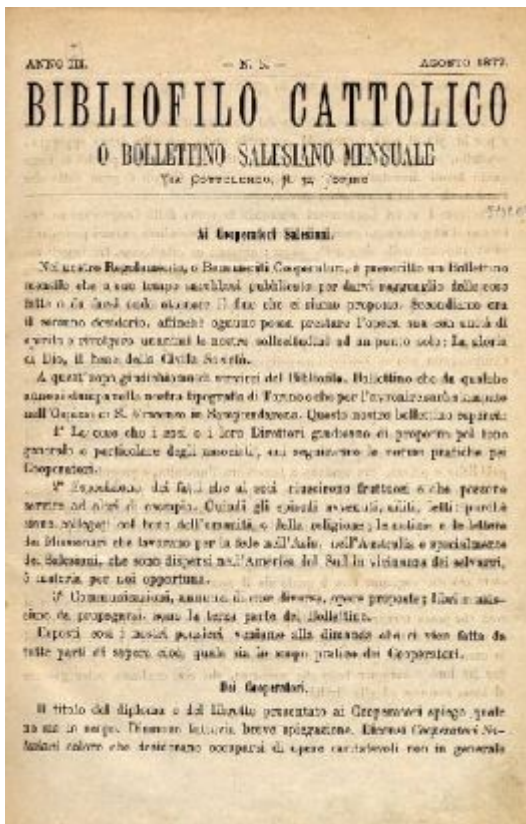 ANNO III. — N. 5. — AGOSTO 1877.
BIBLIOFILO CATTOLICO
O BOLLETTINO SALESIANO MENSUALE
Via Cottolengo, N. 32, Torino
Ai Cooperatori Salesiani.
Nel nostro Regolamento, o Benemeriti Cooperatori, è prescritto un Bollettino
mensile che a suo tempo sarebbesi pubblicato per darvi ragguaglio delle cose
fatte o da farsi onde ottenere il fine che ci siamo proposto. Secondiamo ora
il comune desiderio, affinchè ognuno possa prestare l'opera sua con unità di
spirito e rivolgere unanimi le nostre sollecitudini ad un punto solo: La gloria
di Dio, il bene della Civile Società.
A quest'uopo giudichiamo di servirci del Bibliofilo, Bollettino che da qualche
anno si stampa nella nostra tipografia di Torino e che per l'avvenire sarà stampato
nell'Ospizio di S. Vincenzo in Sampierdarena. Questo nostro bollettino esporrà:
1° Le cose che i soci o i loro Direttori giudicano di proporre pel bene
generale o particolare degli associati, cui seguiranno le norme pratiche pei
Cooperatori.
2° Esposizione dei fatti che ai soci riuscirono fruttuosi e che possono
servire ad altri di esempio. Quindi gli episodi avvenuti, uditi, letti; purchè
siano collegati col bene dell'umanità e della religione; le notizie e le lettere
dei Missionari che lavorano per la fede nell'Asia, nell'Australia e specialmente
dei Salesiani, che sono dispersi nell'America del Sud in vicinanza dei selvaggi,
è materia per noi opportuna.
3° Comunicazioni, annunzi di cose diverse, opere proposte; libri e massime
da propagarsi, sono la terza parte del Bollettino.
Esposti così i nostri pensieri veniamo alla dimanda che ci vien fatta da
tutte parti di sapere cioè, quale sia lo scopo pratico dei Cooperatori.
Dei Cooperatori.
Il titolo del diploma o del libretto presentato ai Cooperatori spiega quale
ne sia lo scopo. Diamone tuttavia breve spiegazione. Diconsi Cooperatori Sa-
lesiani coloro che desiderano occuparsi di opere caritatevoli non in generale